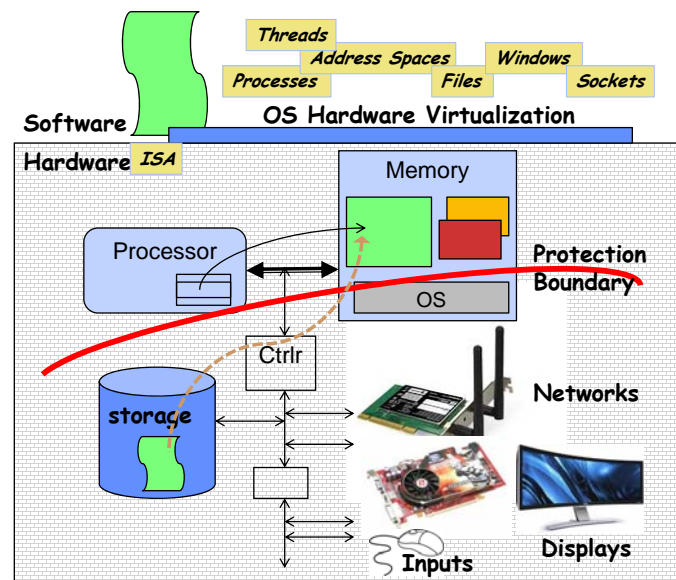 Threads
Address Spaces
Windows
Processes
Files
Sockets
Software
OS Hardware Virtualization
Hardware
ISA
Memory
Processor
Protection
Boundary
OS
Ctrlr
Networks
storage
Displays
Inputs